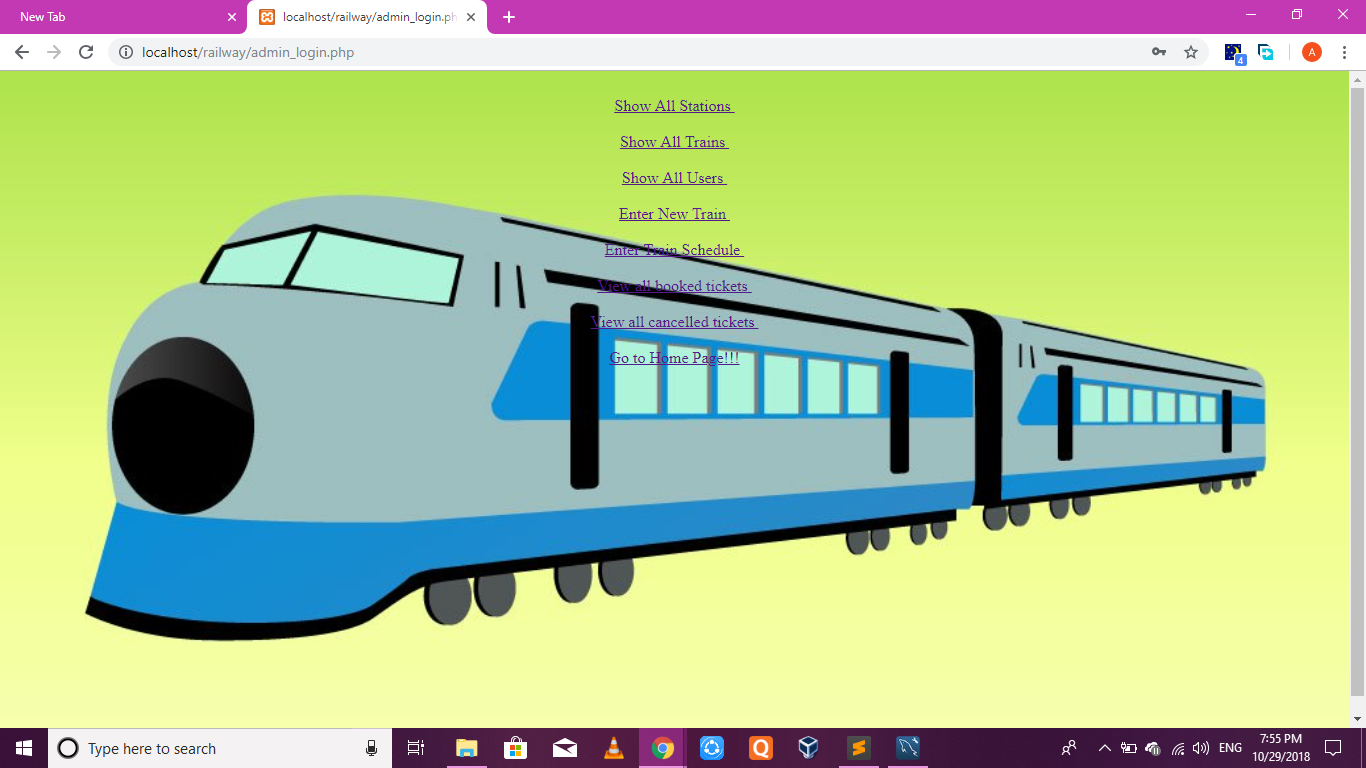 New Tab
localhost/railway/admin_login.ph
localhost/railway/admin_login.php
4
A
Show All Stations
Show All Trains
Show All Users
Enter New Train
Enter Train Schedule
View all booked tickets
View all cancelled tickets
Go to Home Page!!!
Type here to search
Q
ENG
7:55 PM
10/29/2018